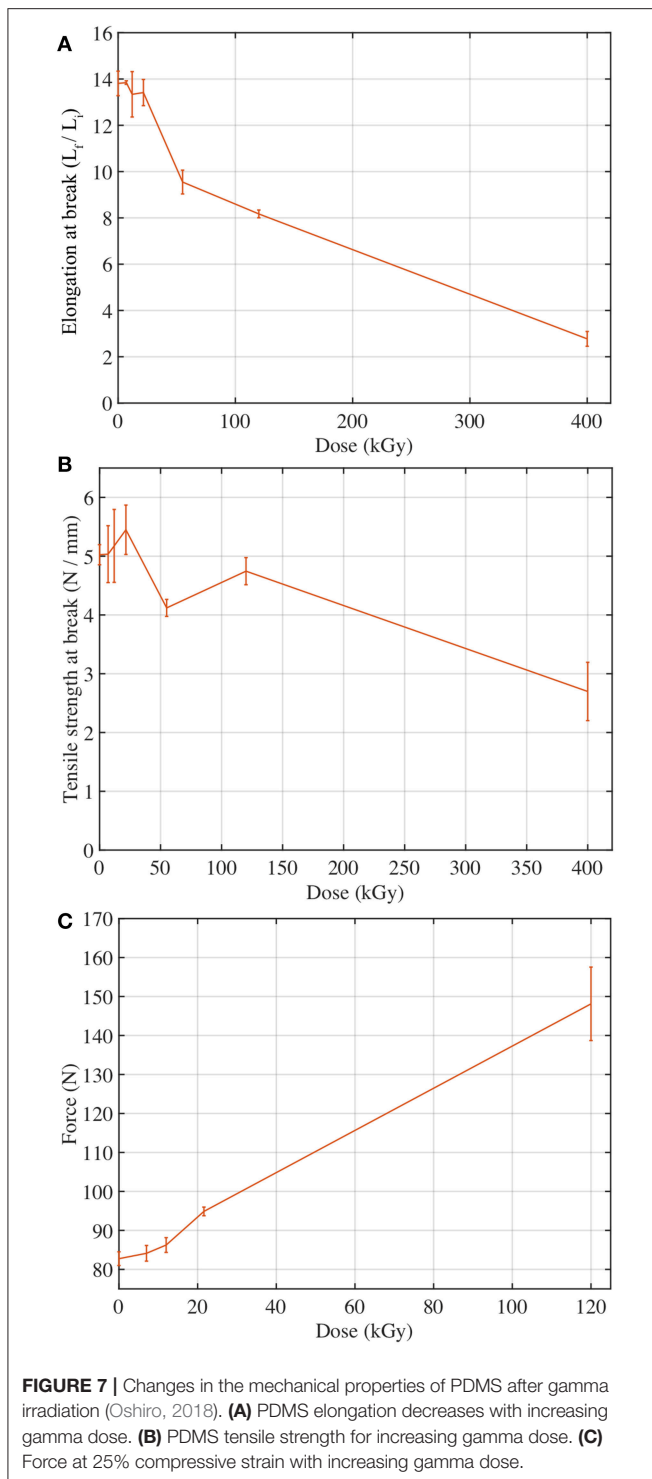 A
16
14
12
10
8
6
4
2
0
Elongation at break (L_f / L_i)
0 100 200 300 400
Dose (kGy)
B
6
5
4
3
2
1
0
Tensile strength at break (N / mm)
0 50 100 150 200 250 300 350 400
Dose (kGy)
C
170
160
150
140
130
120
110
100
90
80
Force (N)
0 20 40 60 80 100 120
Dose (kGy)
FIGURE 7 | Changes in the mechanical properties of PDMS after gamma
irradiation (Oshiro, 2018). (A) PDMS elongation decreases with increasing
gamma dose. (B) PDMS tensile strength for increasing gamma dose. (C)
Force at 25% compressive strain with increasing gamma dose.